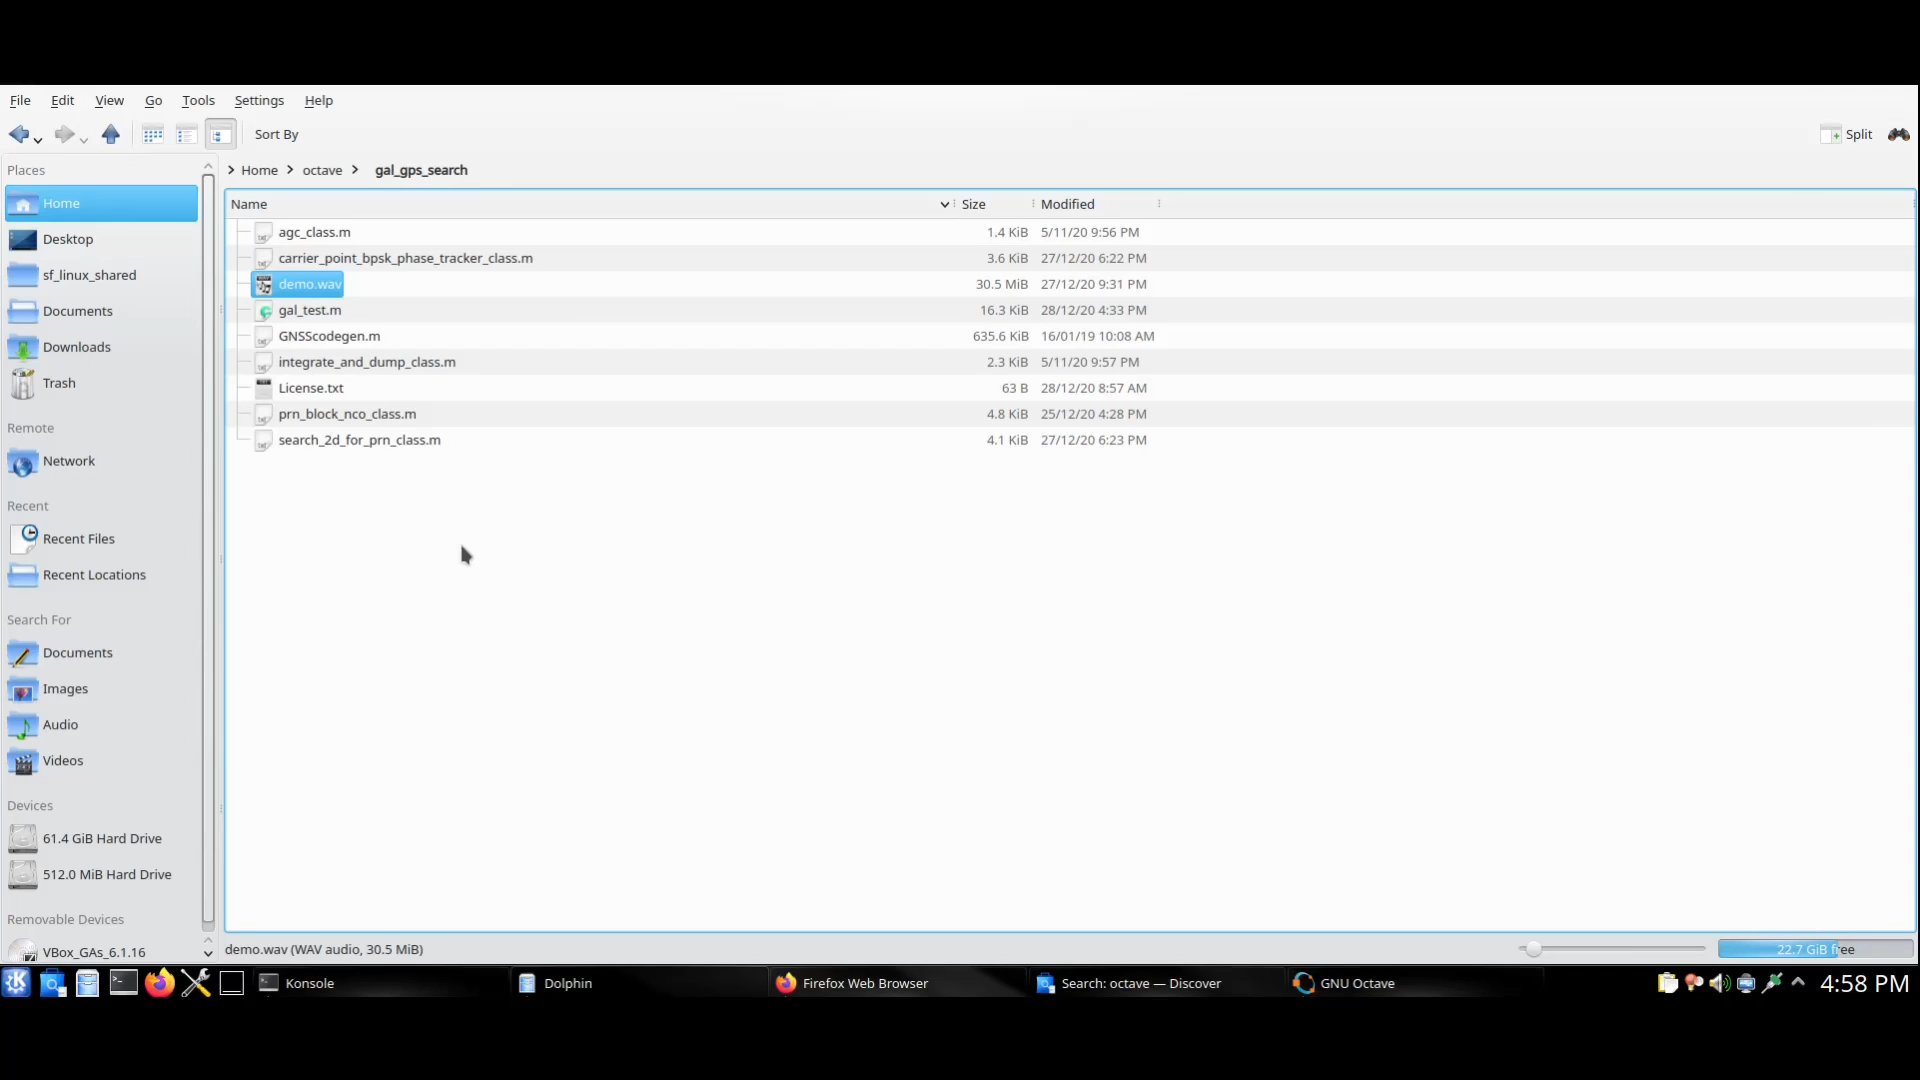 File Edit View Go Tools Settings Help
Sort By
Split
Places
Home
Desktop
sf_linux_shared
Documents
Downloads
Trash
Remote
Network
Recent
Recent Files
Recent Locations
Search For
Documents
Images
Audio
Videos
Devices
61.4 GiB Hard Drive
512.0 MiB Hard Drive
Removable Devices
VBox_GAs_6.1.16
Home octave gal_gps_search
Name Size Modified
agc_class.m 1.4 KiB 5/11/20 9:56 PM
carrier_point_bpsk_phase_tracker_class.m 3.6 KiB 27/12/20 6:22 PM
demo.wav 30.5 MiB 27/12/20 9:31 PM
gal_test.m 16.3 KiB 28/12/20 4:33 PM
GNSScodegen.m 635.6 KiB 16/01/19 10:08 AM
integrate_and_dump_class.m 2.3 KiB 5/11/20 9:57 PM
License.txt 63 B 28/12/20 8:57 AM
prn_block_nco_class.m 4.8 KiB 25/12/20 4:28 PM
search_2d_for_prn_class.m 4.1 KiB 27/12/20 6:23 PM
demo.wav (WAV audio, 30.5 MiB)
22.7 GiB free
Konsole Dolphin Firefox Web Browser Search: octave — Discover GNU Octave 4:58 PM